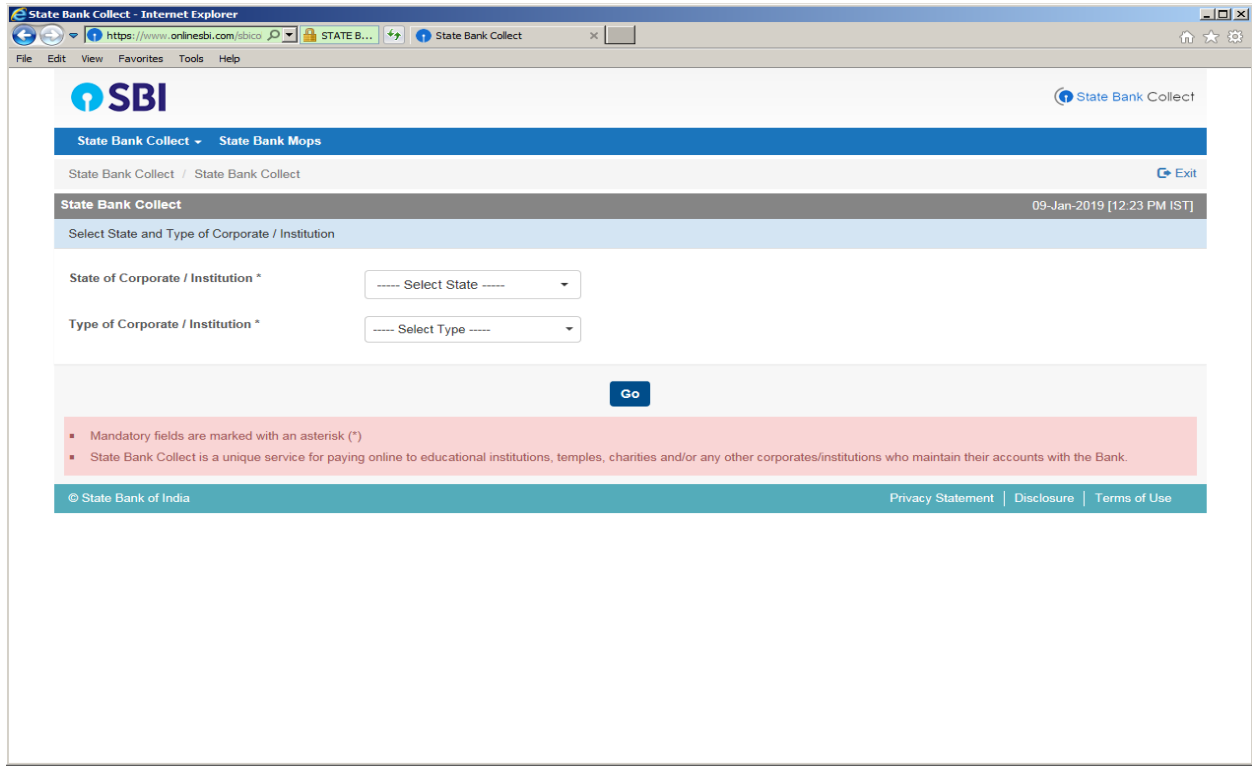 State Bank Collect - Internet Explorer
https://www.onlinesbi.com/sbico STATE B... State Bank Collect
File Edit View Favorites Tools Help
SBI State Bank Collect
State Bank Collect State Bank Mops
State Bank Collect / State Bank Collect Exit
State Bank Collect 09-Jan-2019 [12:23 PM IST]
Select State and Type of Corporate / Institution
State of Corporate / Institution * ----- Select State -----
Type of Corporate / Institution * ----- Select Type -----
Go
Mandatory fields are marked with an asterisk (*)
State Bank Collect is a unique service for paying online to educational institutions, temples, charities and/or any other corporates/institutions who maintain their accounts with the Bank.
© State Bank of India Privacy Statement | Disclosure | Terms of Use